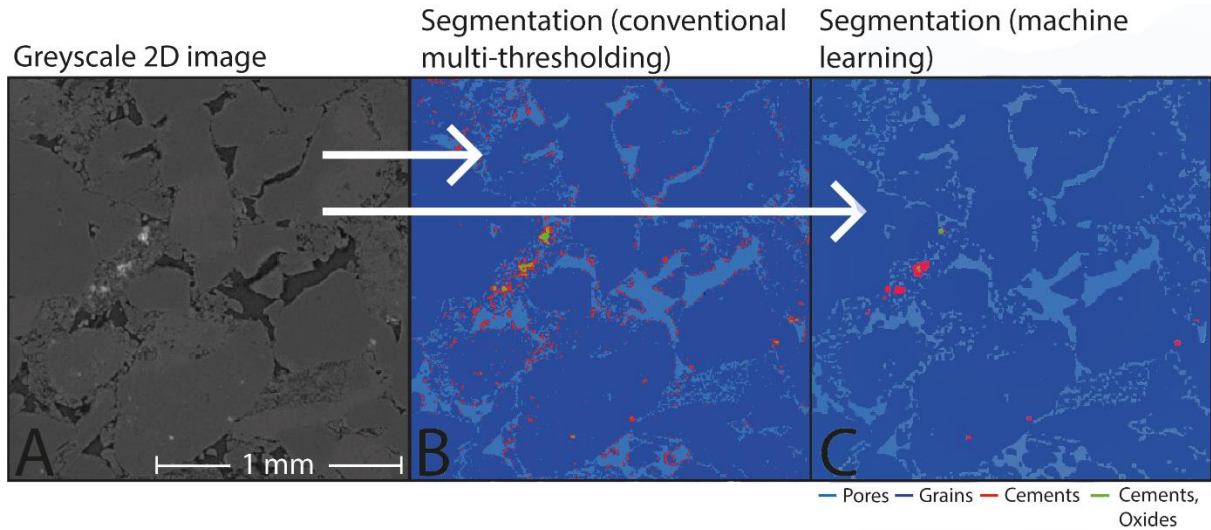 Greyscale 2D image
Segmentation (conventional
multi-thresholding)
Segmentation (machine
learning)
A
1 mm
B
C
Pores Grains Cements Cements,
Oxides